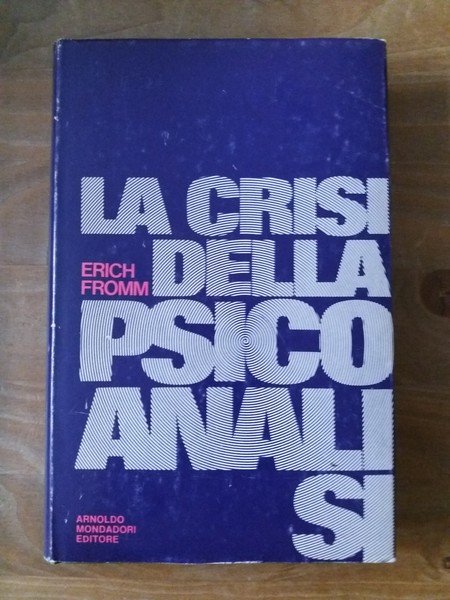 LA CRISI
DELLA
ERICH
FROMM
PSICO
ANALI
SI
ARNOLDO
MONDADORI
EDITORE